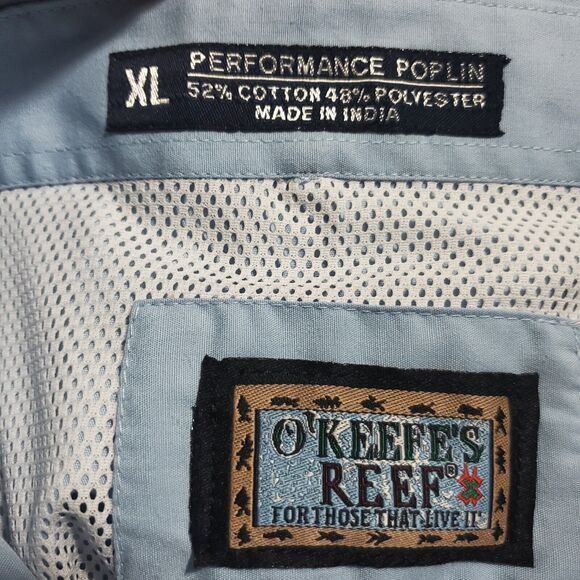 XL
PERFORMANCE POPLIN
52% COTTON 48% POLYESTER
MADE IN INDIA
O'KEEFE'S
REEF®
FOR THOSE THAT LIVE IT